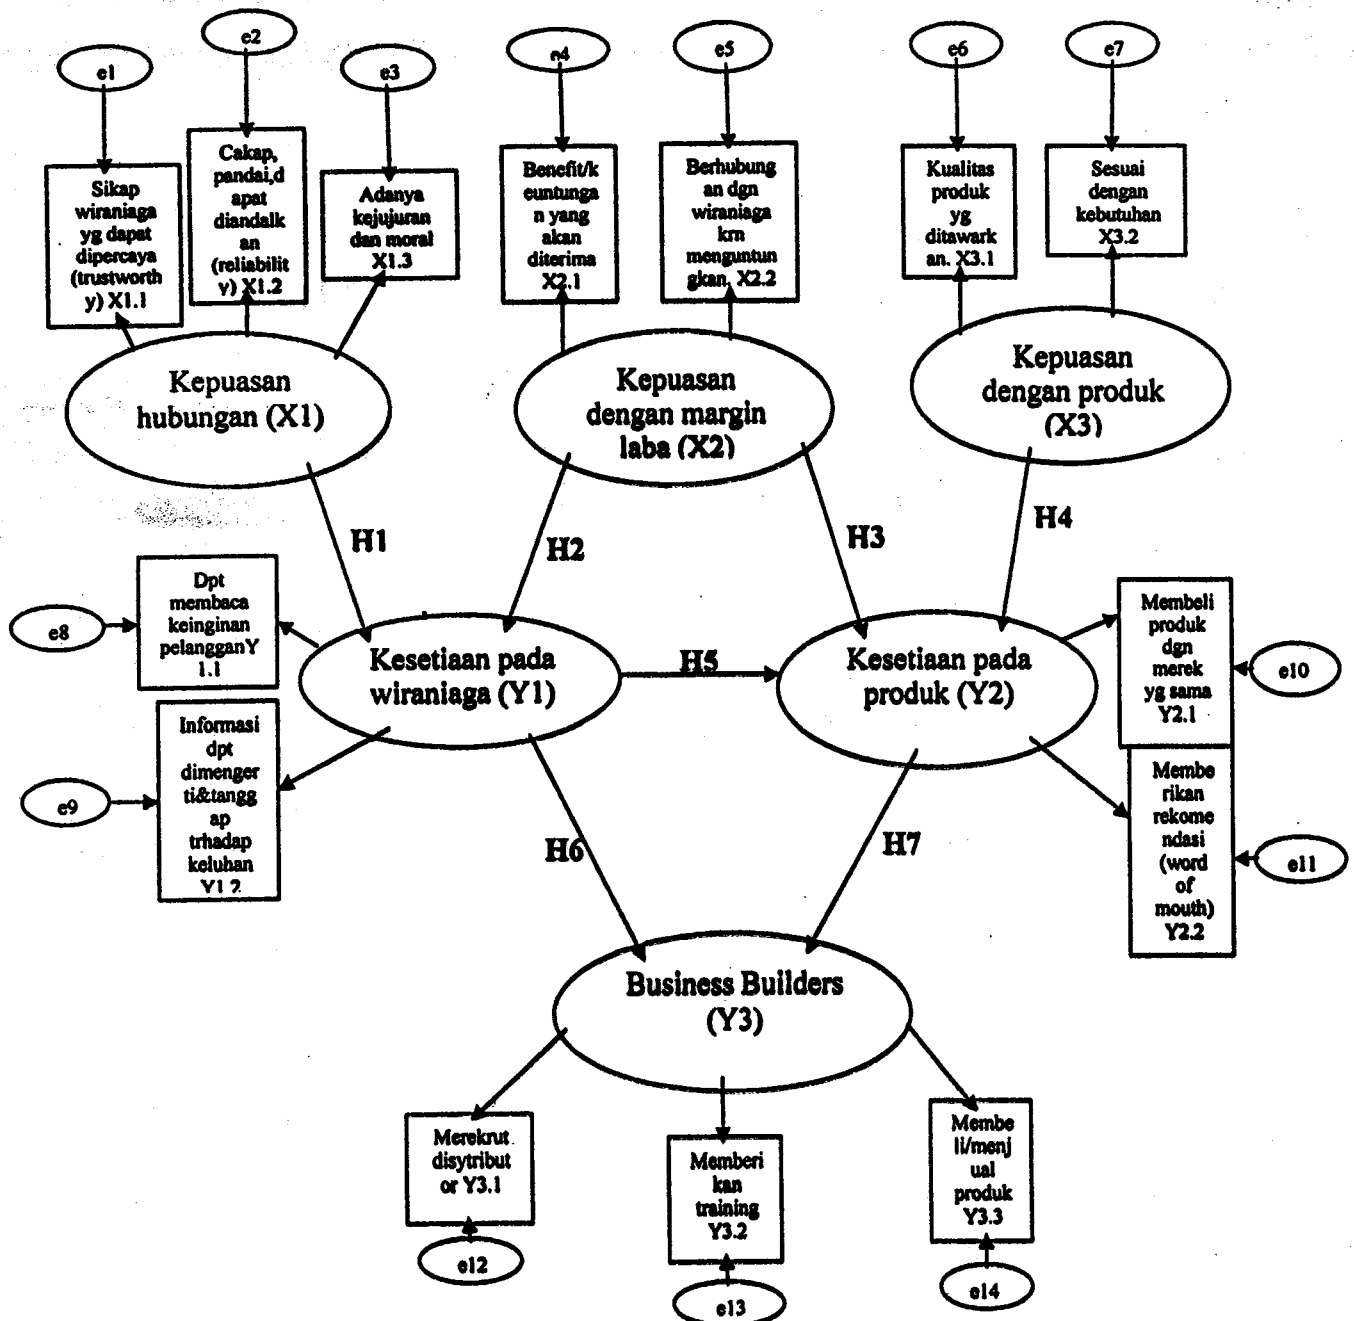 e1
e2
e3
e4
e5
e6
e7
Sikap
wiraniaga
yg dapat
dipercaya
(trustworth
y) X1.1
Cakap,
pandai,d
apat
diandalk
an
(reliabilit
y) X1.2
Adanya
kejujuran
dan moral
X1.3
Benefit/k
euntunga
n yang
akan
diterima
X2.1
Berhubung
an dgn
wiraniaga
krn
menguntu
ngkan. X2.2
Kualitas
produk
yg
ditawark
an. X3.1
Sesuai
dengan
kebutuhan
X3.2
Kepuasan
hubungan (X1)
Kepuasan
dengan margin
laba (X2)
Kepuasan
dengan produk
(X3)
H1
H2
H3
H4
e8
Dpt
membaca
keinginan
pelangganY
1.1
Kesetiaan pada
wiraniaga (Y1)
H5
Kesetiaan pada
produk (Y2)
Membeli
produk
dgn
merek
yg sama
Y2.1
e10
e9
Informasi
dpt
dimenger
ti&tangg
ap
trhadap
keluhan
Y1.2
H6
H7
Membe
rikan
rekome
ndasi
(word
of
mouth)
Y2.2
e11
Business Builders
(Y3)
Merekrut
disytribut
or Y3.1
Memberi
kan
training
Y3.2
Membe
li/menj
ual
produk
Y3.3
e12
e13
e14